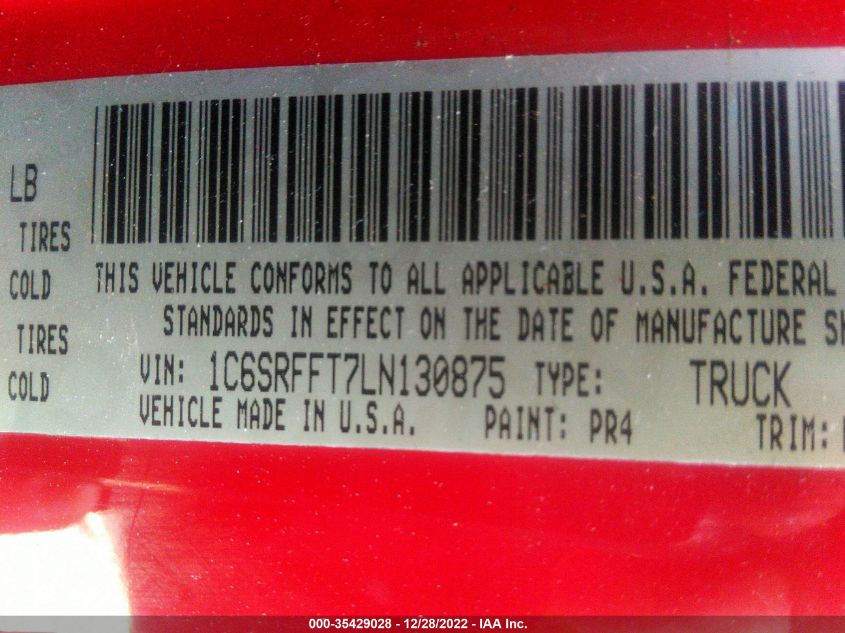 LB
TIRES
COLD
TIRES
COLD
THIS VEHICLE CONFORMS TO ALL APPLICABLE U.S.A. FEDERAL
STANDARDS IN EFFECT ON THE DATE OF MANUFACTURE
VIN: 1C6SRFFT7LN130875 TYPE: TRUCK
VEHICLE MADE IN U.S.A. PAINT: PR4 TRIM:
000-35429028 - 12/28/2022 - IAA Inc.